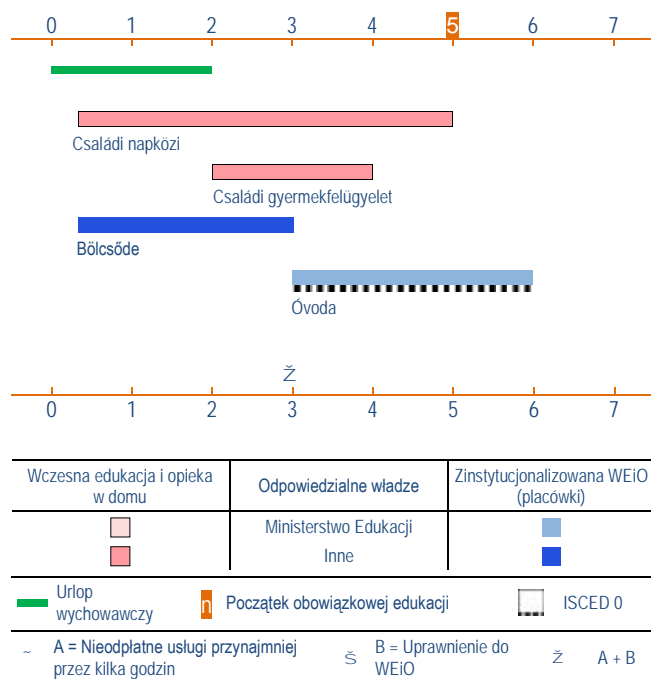 0 1 2 3 4 5 6 7
Családi napközi
Családi gyermekfelügyelet
Bölcsőde
Óvoda
Ž
0 1 2 3 4 5 6 7
Wczesna edukacja i opieka
w domu
Odpowiedzialne władze
Zinstytucjonalizowana WEiO
(placówki)
Ministerstwo Edukacji
Inne
Urlop
wychowawczy
n Początek obowiązkowej edukacji
ISCED 0
~ A = Nieodpłatne usługi przynajmniej
przez kilka godzin
Š B = Uprawnienie do
WEiO
Ž A + B